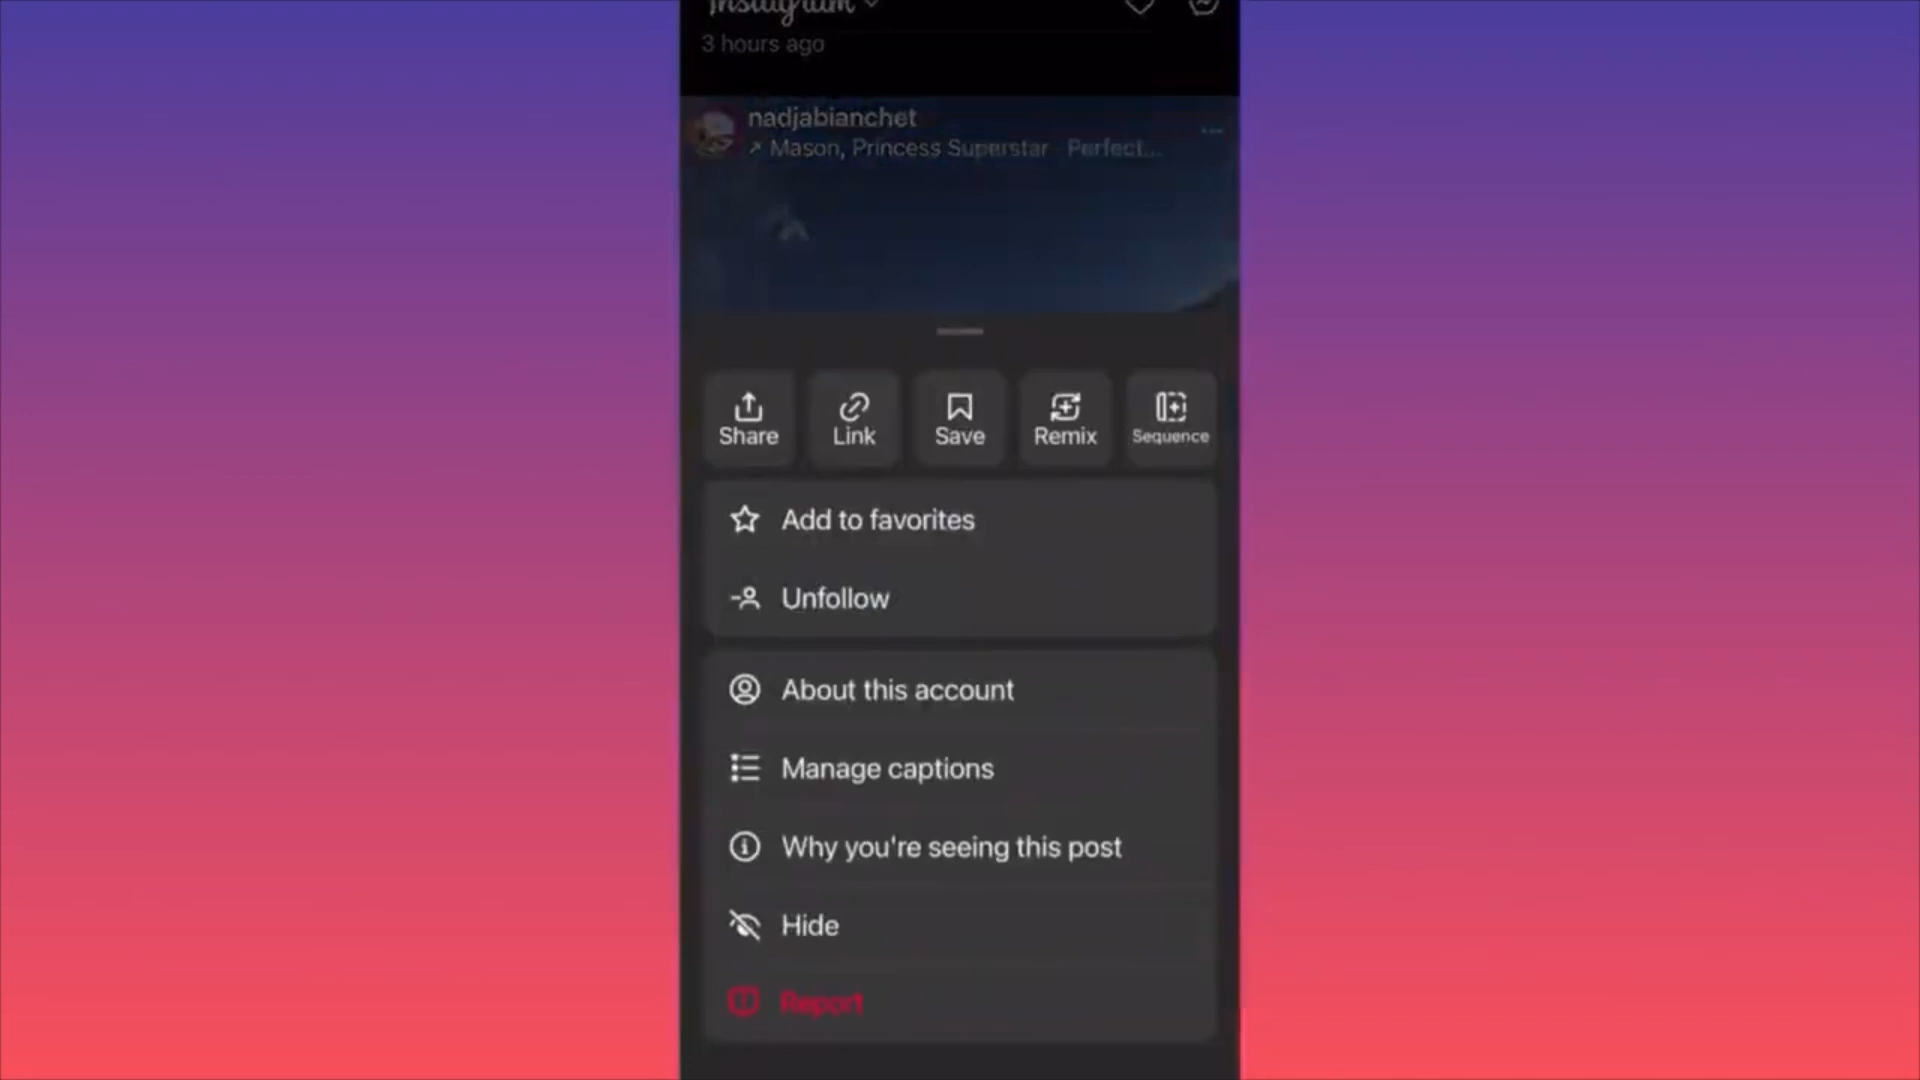 Instagram
3 hours ago
nadjabianchet
Mason, Princess Superstar · Perfect...
Share
Link
Save
Remix
Sequence
Add to favorites
Unfollow
About this account
Manage captions
Why you're seeing this post
Hide
Report